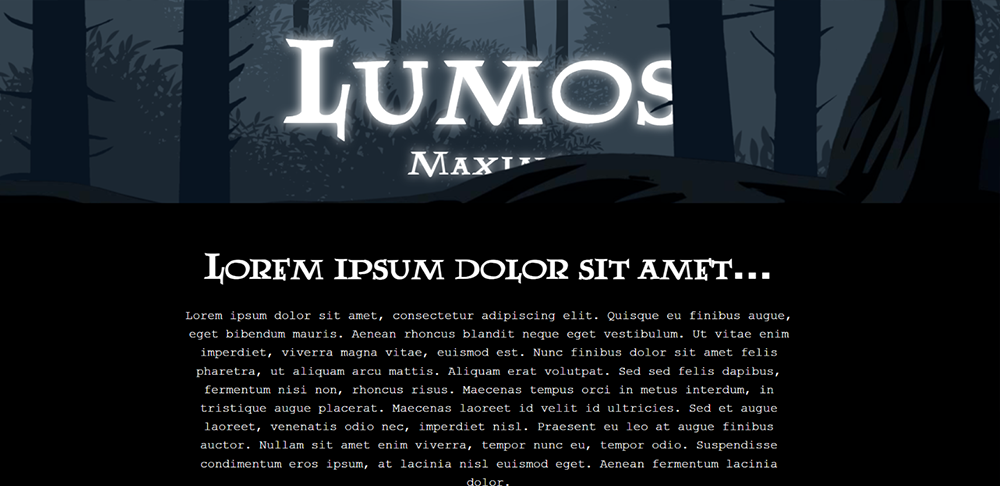 Lumos
Lorem ipsum dolor sit amet...
Lorem ipsum dolor sit amet, consectetur adipiscing elit. Quisque eu finibus augue,
eget bibendum mauris. Aenean rhoncus blandit neque eget vestibulum. Ut vitae enim
imperdiet, viverra magna vitae, euismod est. Nunc finibus dolor sit amet felis
pharetra, ut aliquam arcu mattis. Aliquam erat volutpat. Sed sed felis dapibus,
fermentum nisi non, rhoncus risus. Maecenas tempus orci in metus interdum, in
tristique augue placerat. Maecenas laoreet id velit id ultricies. Sed et augue
laoreet, venenatis odio nec, imperdiet nisl. Praesent eu leo at augue finibus
auctor. Nullam sit amet enim viverra, tempor nunc eu, tempor odio. Suspendisse
condimentum eros ipsum, at lacinia nisl euismod eget. Aenean fermentum lacinia
dolor.